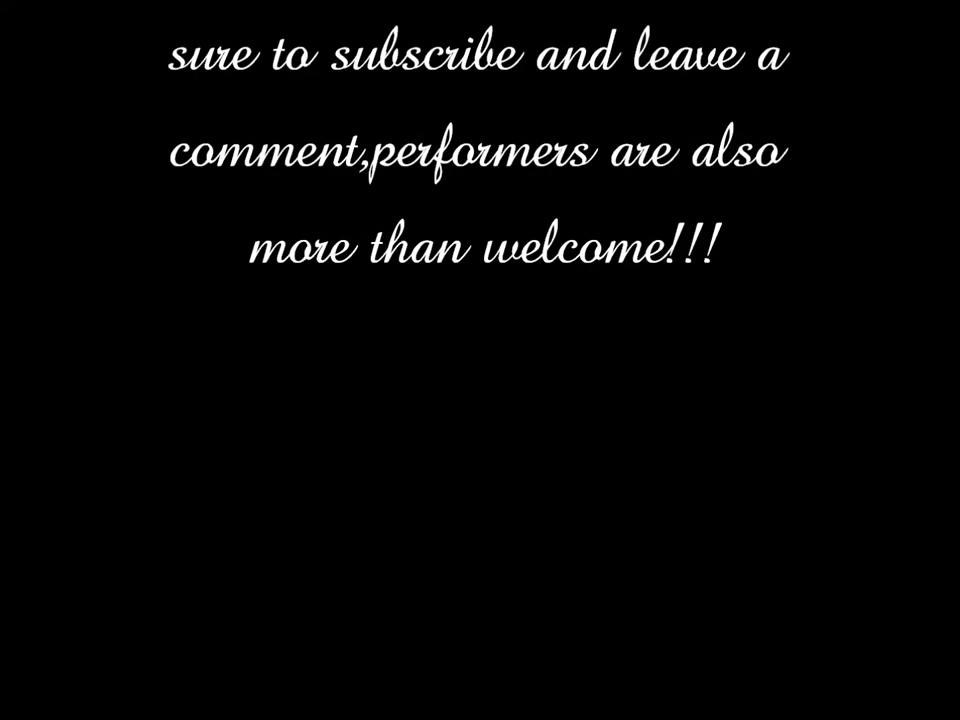 sure to subscribe and leave a
comment,performers are also
more than welcome!!!